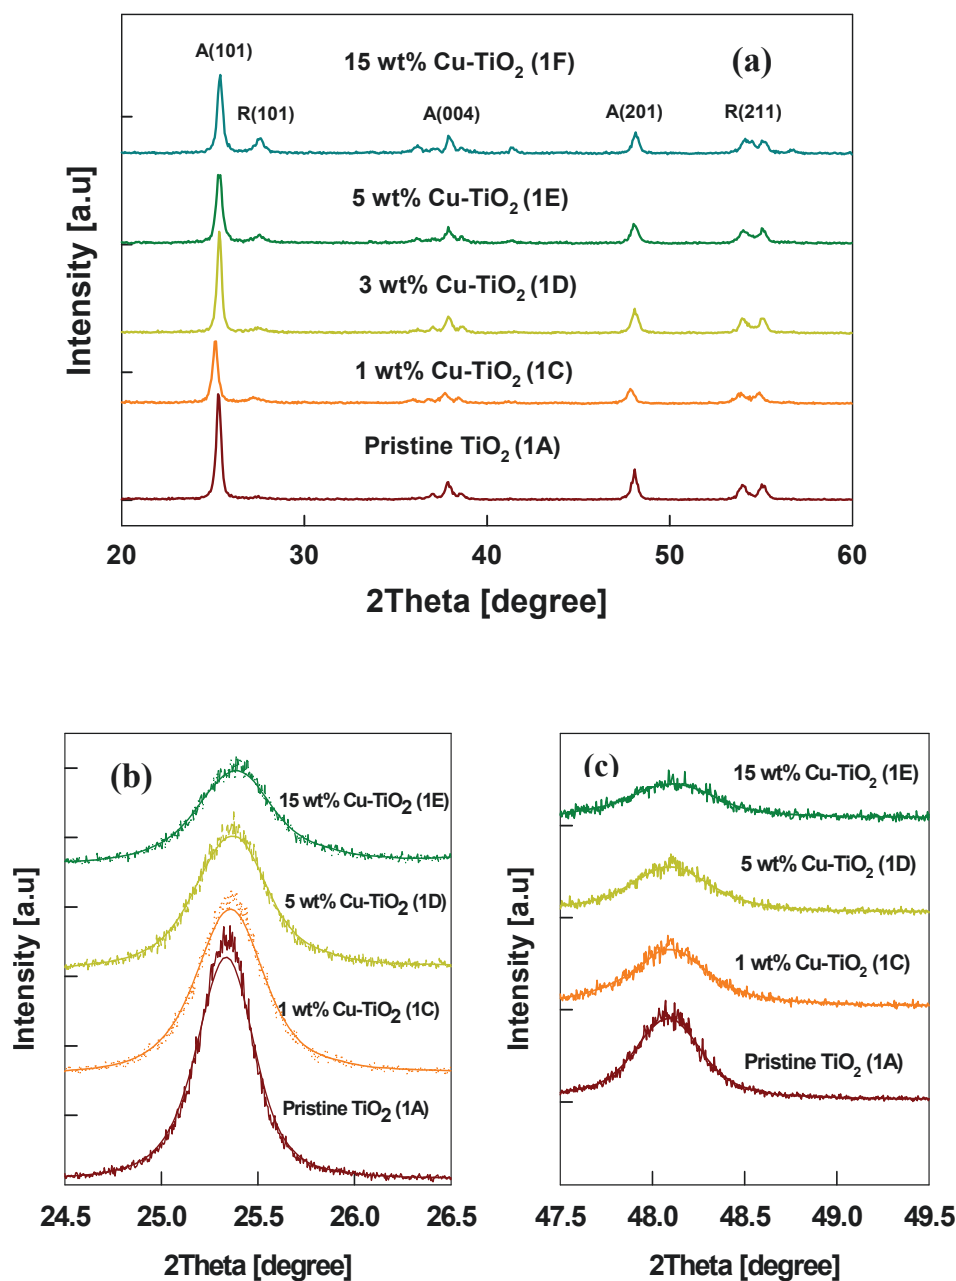 A(101)
15 wt% Cu-TiO2 (1F)
(a)
R(101)
A(004)
A(201)
R(211)
5 wt% Cu-TiO2 (1E)
3 wt% Cu-TiO2 (1D)
1 wt% Cu-TiO2 (1C)
Pristine TiO2 (1A)
Intensity [a.u]
20 30 40 50 60
2Theta [degree]
(b)
15 wt% Cu-TiO2 (1E)
5 wt% Cu-TiO2 (1D)
1 wt% Cu-TiO2 (1C)
Pristine TiO2 (1A)
Intensity [a.u]
24.5 25.0 25.5 26.0 26.5
2Theta [degree]
(c)
15 wt% Cu-TiO2 (1E)
5 wt% Cu-TiO2 (1D)
1 wt% Cu-TiO2 (1C)
Pristine TiO2 (1A)
Intensity [a.u]
47.5 48.0 48.5 49.0 49.5
2Theta [degree]